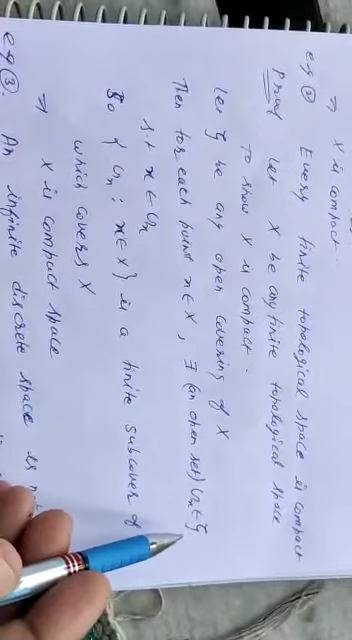 → X is compact.
eg ②. Every finite topological space is compact
Proof Let X be any finite topological space
to show X is compact.
Let ξ be any open covering of X
Then for each point x ∈ X, ∃ (an open set) Uₓ ∈ ξ
s.t x ∈ Uₓ
So { Uₓ : x ∈ X } is a finite subcover of
which covers X
→ X is compact space
eg ③. An infinite discrete space is